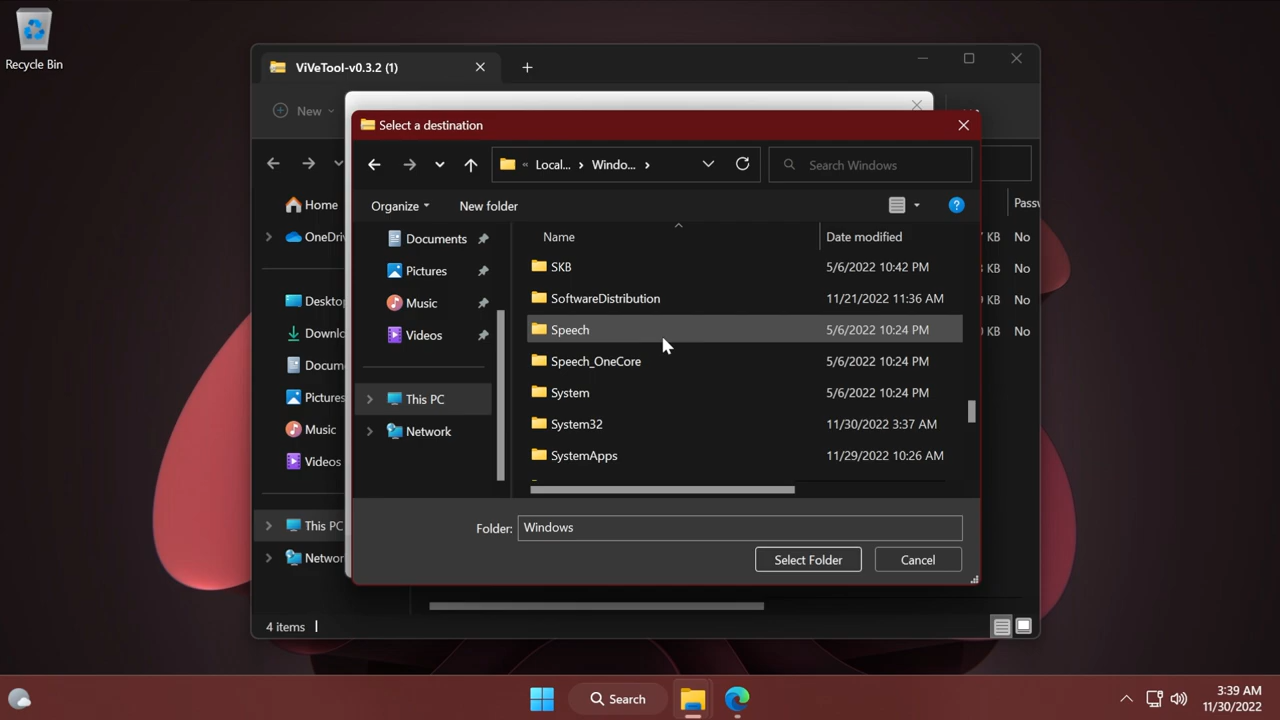 Recycle Bin
ViVeTool-v0.3.2 (1)
New
Select a destination
« Local... › Windo... ›
Search Windows
Organize
New folder
Home
OneDri
Passw
KB No
KB No
KB No
KB No
Desktop
Downlo
Docum
Pictures
Music
Videos
This PC
Networ
Documents
Pictures
Music
Videos
This PC
Network
Name Date modified
SKB 5/6/2022 10:42 PM
SoftwareDistribution 11/21/2022 11:36 AM
Speech 5/6/2022 10:24 PM
Speech_OneCore 5/6/2022 10:24 PM
System 5/6/2022 10:24 PM
System32 11/30/2022 3:37 AM
SystemApps 11/29/2022 10:26 AM
Folder: Windows
Select Folder Cancel
4 items
Search
3:39 AM
11/30/2022